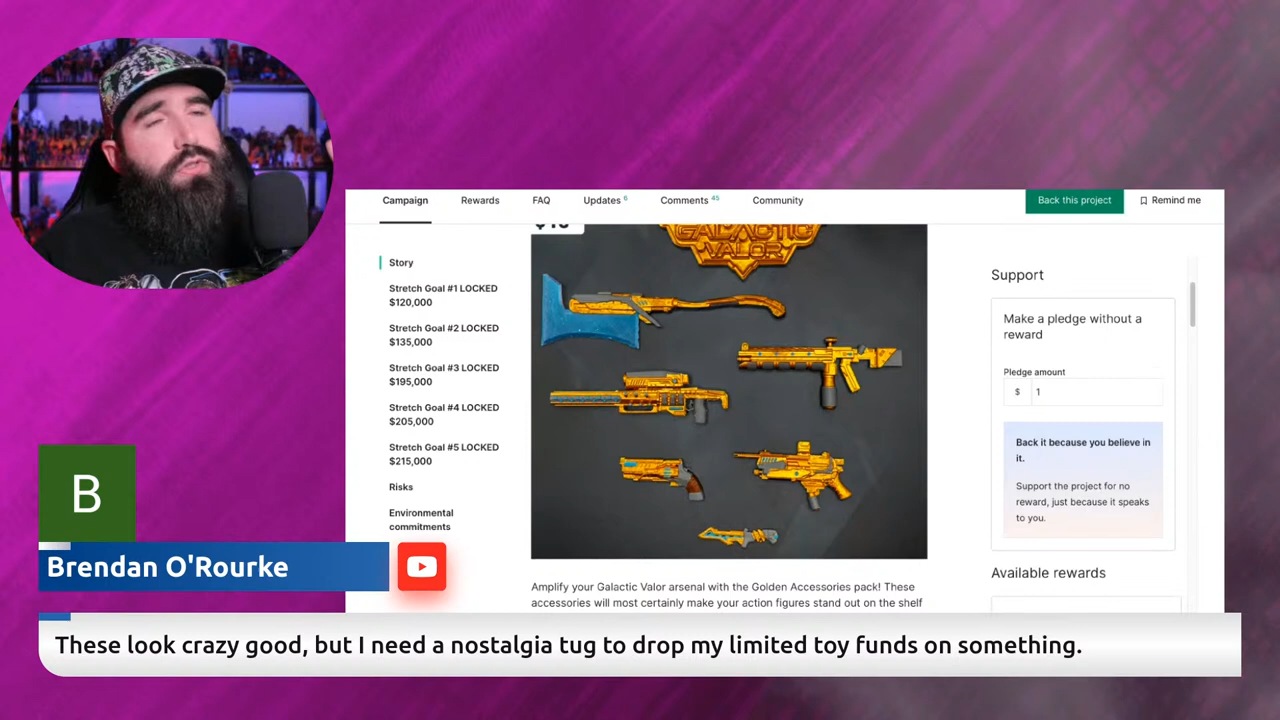 Campaign
Rewards
FAQ
Updates 6
Comments 45
Community
Back this project
Remind me
GALACTIC
VALOR
Story
Stretch Goal #1 LOCKED
$120,000
Stretch Goal #2 LOCKED
$135,000
Stretch Goal #3 LOCKED
$195,000
Stretch Goal #4 LOCKED
$205,000
Stretch Goal #5 LOCKED
$215,000
Risks
Environmental
commitments
Amplify your Galactic Valor arsenal with the Golden Accessories pack! These
accessories will most certainly make your action figures stand out on the shelf
Support
Make a pledge without a
reward
Pledge amount
$ 1
Back it because you believe in
it.
Support the project for no
reward, just because it speaks
to you.
Available rewards
B
Brendan O'Rourke
These look crazy good, but I need a nostalgia tug to drop my limited toy funds on something.